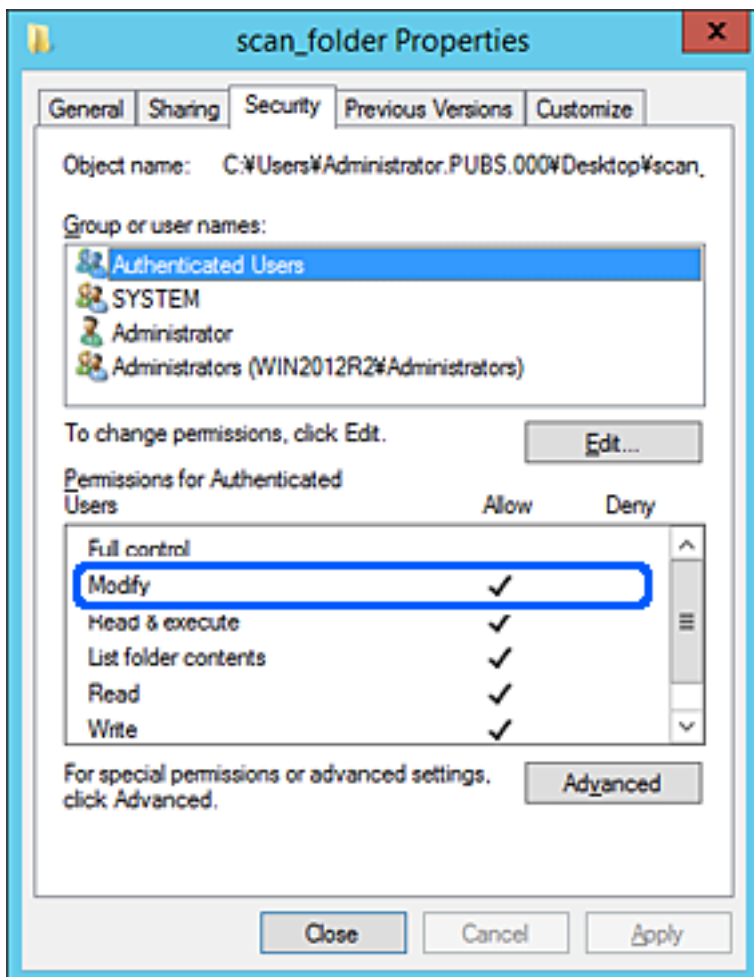 scan_folder Properties
x
General Sharing Security Previous Versions Customize
Object name: C:¥Users¥Administrator.PUBS.000¥Desktop¥scan_
Group or user names:
Authenticated Users
SYSTEM
Administrator
Administrators (WIN2012R2¥Administrators)
To change permissions, click Edit. Edit...
Permissions for Authenticated
Users Allow Deny
Full control
Modify
Read & execute
List folder contents
Read
Write
For special permissions or advanced settings,
click Advanced. Advanced
Close Cancel Apply